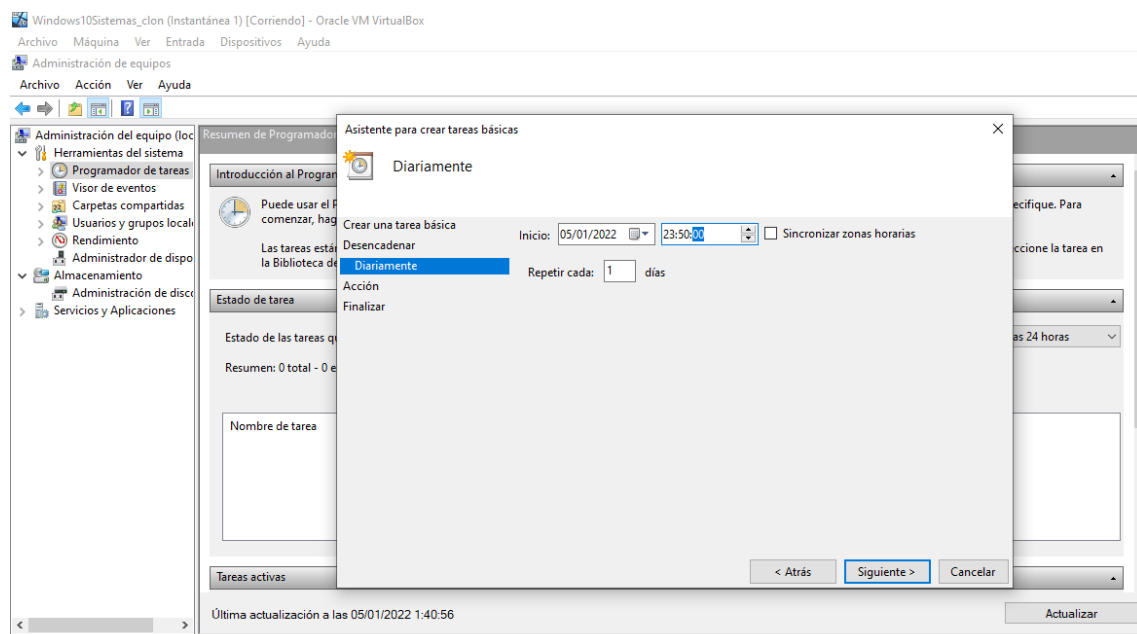 Windows10Sistemas_clon (Instantánea 1) [Corriendo] - Oracle VM VirtualBox
Archivo Máquina Ver Entrada Dispositivos Ayuda
Administración de equipos
Archivo Acción Ver Ayuda
Administración del equipo (loc
Herramientas del sistema
Programador de tareas
Visor de eventos
Carpetas compartidas
Usuarios y grupos local
Rendimiento
Administrador de dispo
Almacenamiento
Administración de disc
Servicios y Aplicaciones
Resumen de Programador
Introducción al Program
Puede usar el P
comenzar, hag
Las tareas está
la Biblioteca de
ecifique. Para
eccione la tarea en
Estado de tarea
Estado de las tareas qu
as 24 horas
Resumen: 0 total - 0 e
Nombre de tarea
Tareas activas
Última actualización a las 05/01/2022 1:40:56
Actualizar
Asistente para crear tareas básicas
Diariamente
Crear una tarea básica
Desencadenar
Diariamente
Acción
Finalizar
Inicio: 05/01/2022 23:50:00 Sincronizar zonas horarias
Repetir cada: 1 días
< Atrás Siguiente > Cancelar